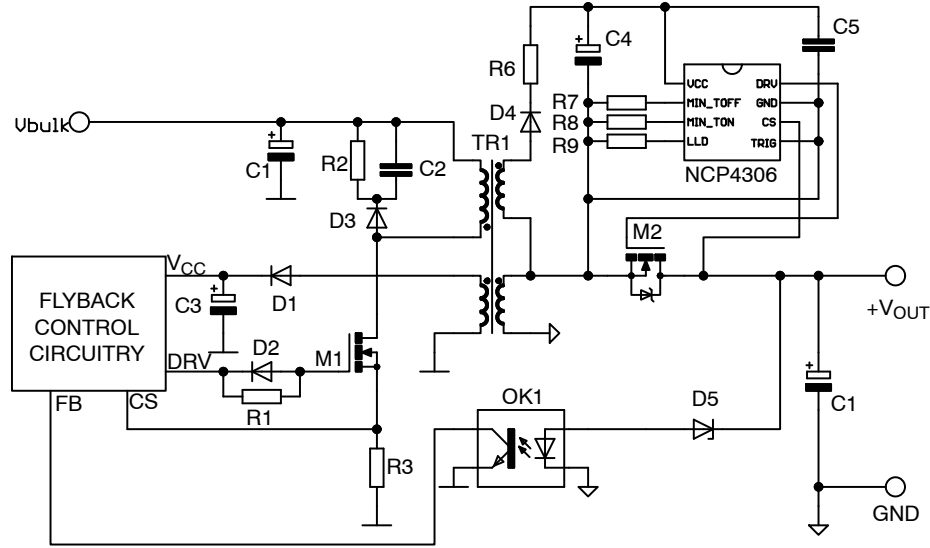 C4
C5
R6
D4
R7
R8
R9
VCC
MIN_TOFF
MIN_TON
LLD
DRV
GND
CS
TRIG
NCP4306
Vbulk
C1
R2
C2
TR1
D3
M2
VCC
D1
C3
FLYBACK
CONTROL
CIRCUITRY
+VOUT
DRV
D2
M1
R1
FB
CS
OK1
D5
C1
R3
GND